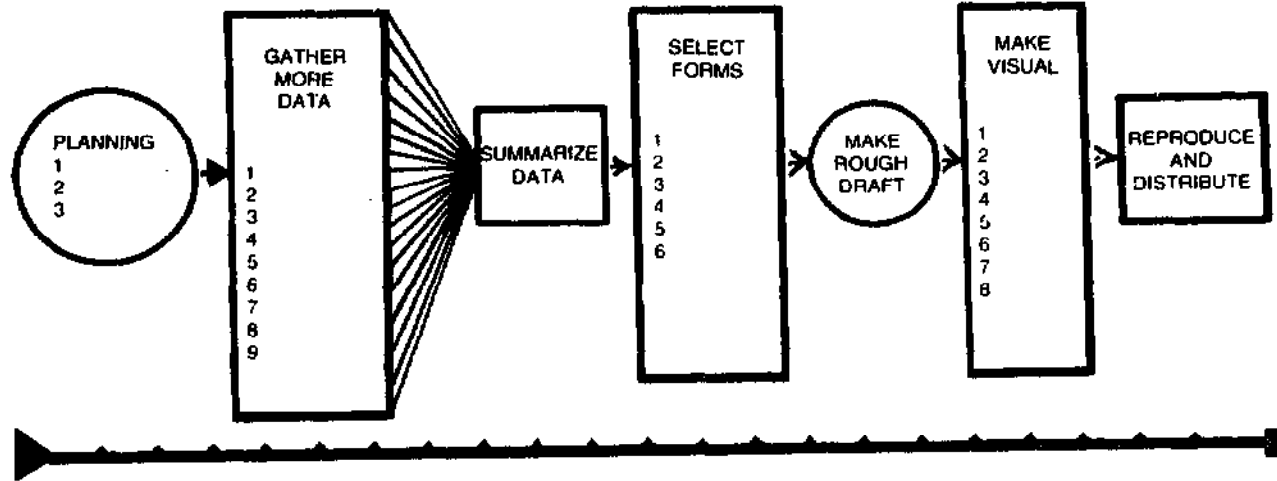 PLANNING
1
2
3
GATHER
MORE
DATA
1
2
3
4
5
6
7
8
9
SUMMARIZE
DATA
SELECT
FORMS
1
2
3
4
5
6
MAKE
ROUGH
DRAFT
MAKE
VISUAL
1
2
3
4
5
6
7
8
REPRODUCE
AND
DISTRIBUTE